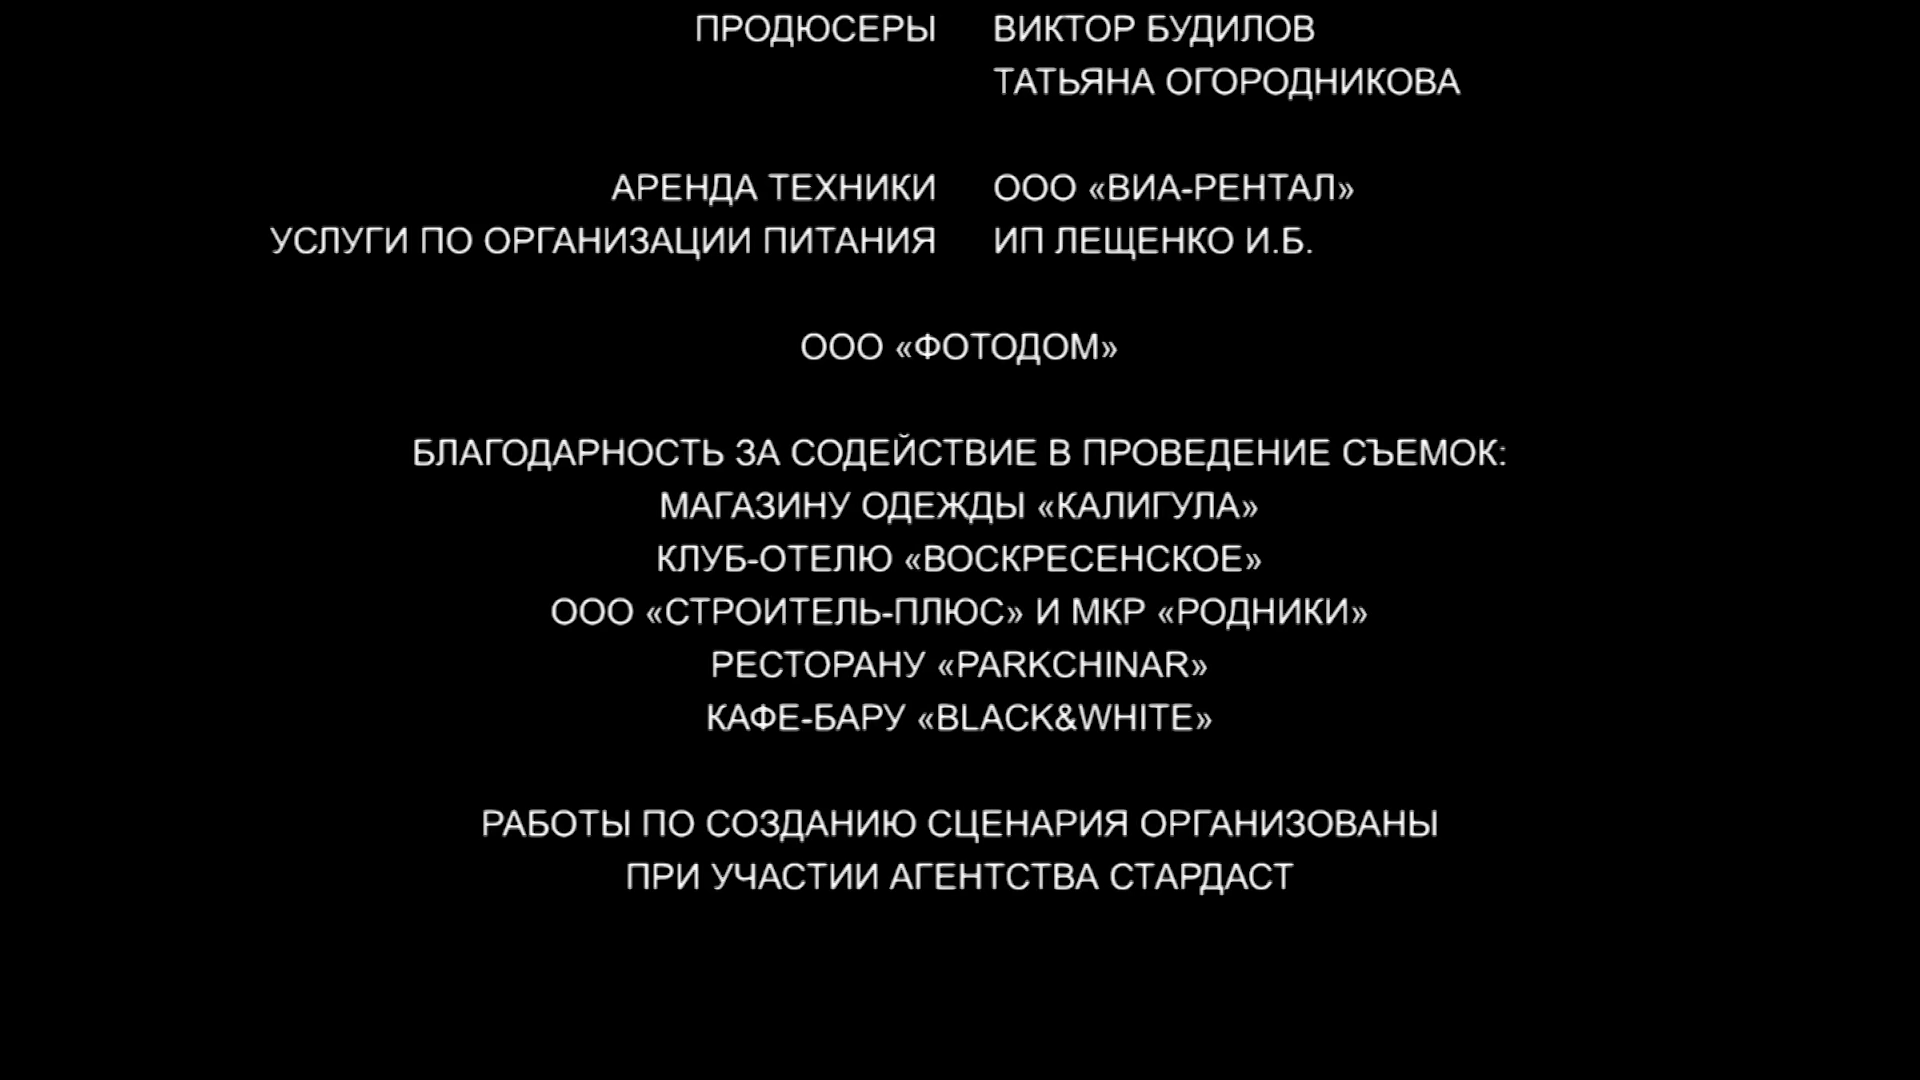 ПРОДЮСЕРЫ ВИКТОР БУДИЛОВ
ТАТЬЯНА ОГОРОДНИКОВА
АРЕНДА ТЕХНИКИ ООО «ВИА-РЕНТАЛ»
УСЛУГИ ПО ОРГАНИЗАЦИИ ПИТАНИЯ ИП ЛЕЩЕНКО И.Б.
ООО «ФОТОДОМ»
БЛАГОДАРНОСТЬ ЗА СОДЕЙСТВИЕ В ПРОВЕДЕНИЕ СЪЕМОК:
МАГАЗИНУ ОДЕЖДЫ «КАЛИГУЛА»
КЛУБ-ОТЕЛЮ «ВОСКРЕСЕНСКОЕ»
ООО «СТРОИТЕЛЬ-ПЛЮС» И МКР «РОДНИКИ»
РЕСТОРАНУ «PARKCHINAR»
КАФЕ-БАРУ «BLACK&WHITE»
РАБОТЫ ПО СОЗДАНИЮ СЦЕНАРИЯ ОРГАНИЗОВАНЫ
ПРИ УЧАСТИИ АГЕНТСТВА СТАРДАСТ